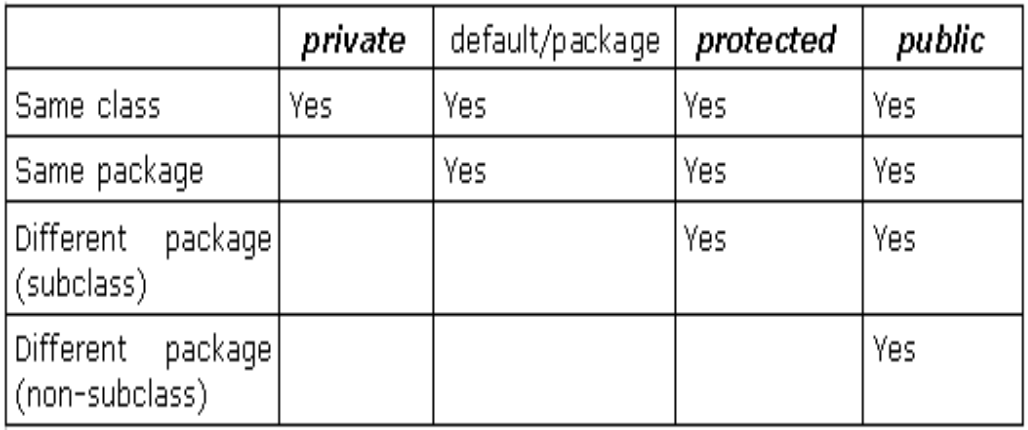 private default/package protected public
Same class Yes Yes Yes Yes
Same package Yes Yes Yes
Different package
(subclass) Yes Yes
Different package
(non-subclass) Yes